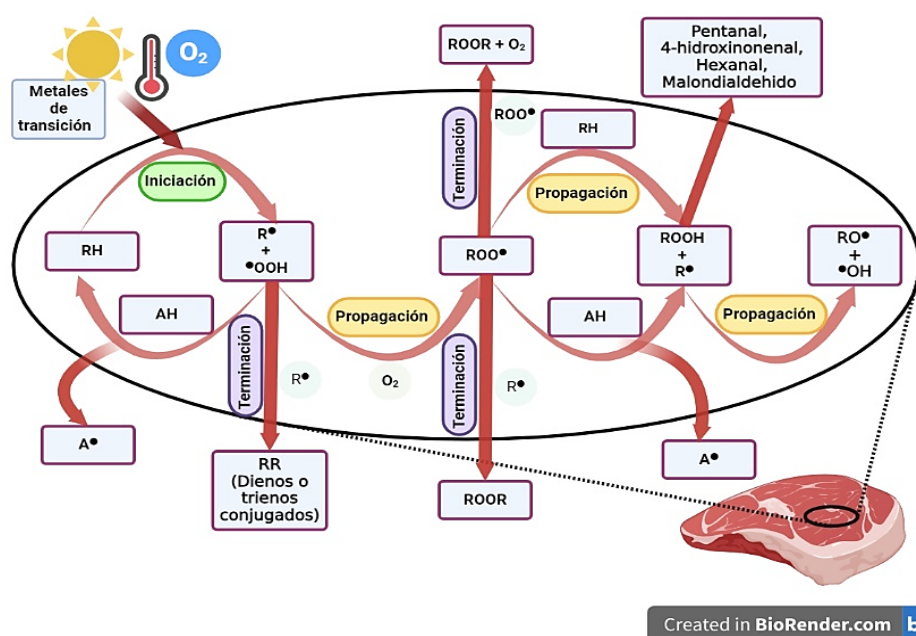 O₂
Metales
de
transición
Iniciación
RH
R●
+
●OOH
AH
A●
Terminación
R●
RR
(Dienos o
trienos
conjugados)
Propagación
O₂
ROOR + O₂
Terminación
ROO●
ROO●
RH
Propagación
Pentanal,
4-hidroxinonenal,
Hexanal,
Malondialdehido
Terminación
R●
ROOR
AH
ROOH
+
R●
A●
Propagación
RO●
+
●OH
Created in BioRender.com
b